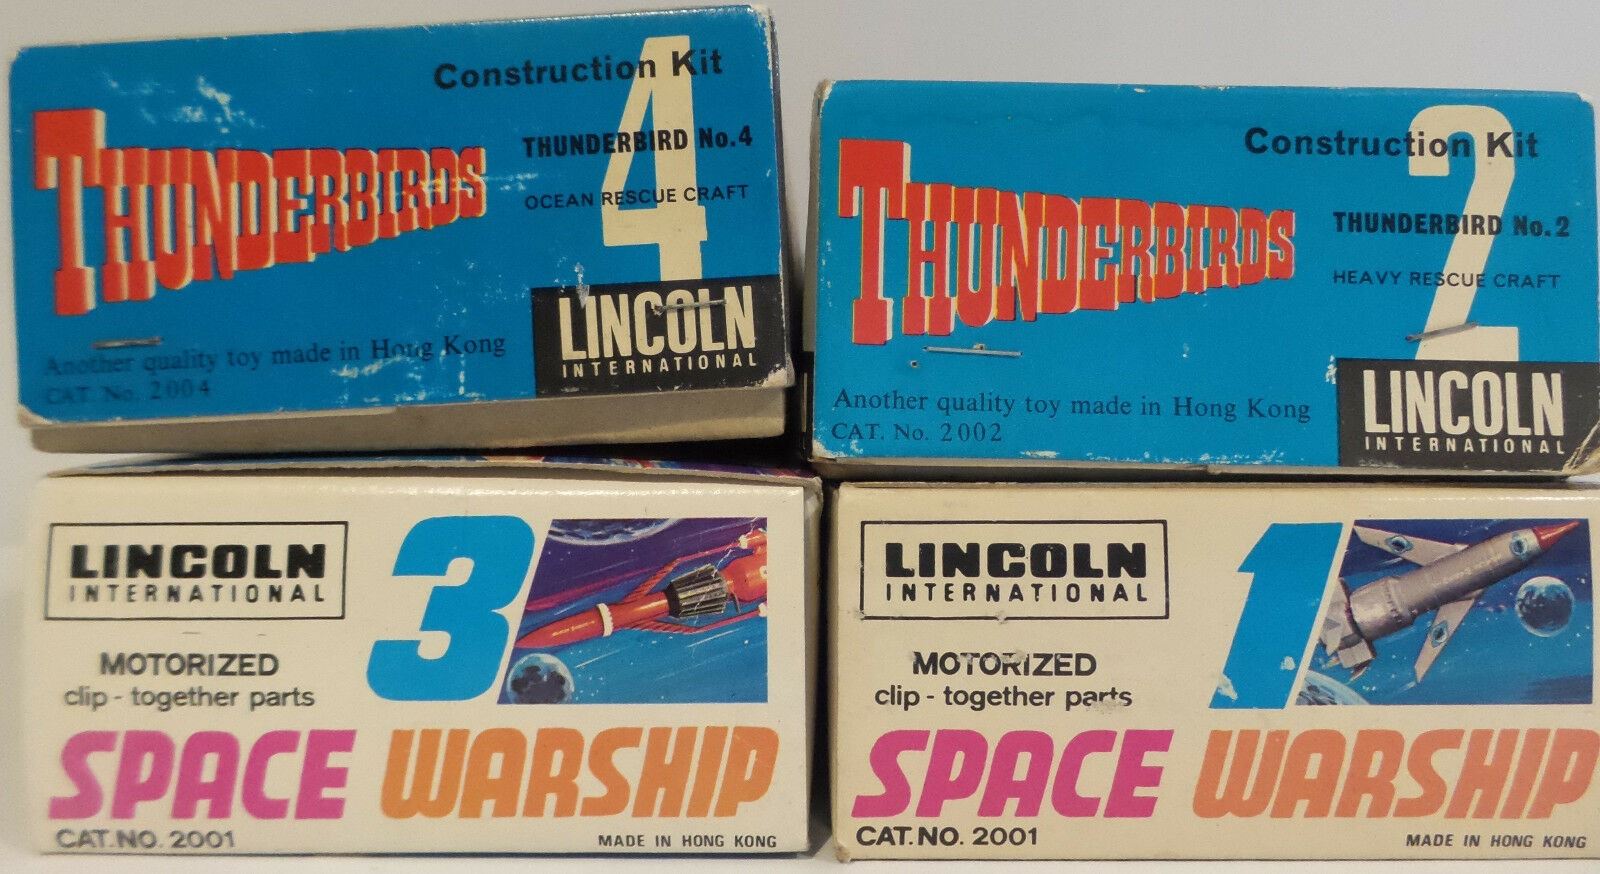 Construction Kit
4
THUNDERBIRDS
THUNDERBIRD No.4
OCEAN RESCUE CRAFT
LINCOLN
INTERNATIONAL
Another quality toy made in Hong Kong
CAT. No. 2004
Construction Kit
2
THUNDERBIRDS
THUNDERBIRD No.2
HEAVY RESCUE CRAFT
LINCOLN
INTERNATIONAL
Another quality toy made in Hong Kong
CAT. No. 2002
LINCOLN
INTERNATIONAL
3
MOTORIZED
clip - together parts
SPACE WARSHIP
CAT.NO. 2001
MADE IN HONG KONG
LINCOLN
INTERNATIONAL
1
MOTORIZED
clip - together parts
SPACE WARSHIP
CAT.NO. 2001
MADE IN HONG KONG